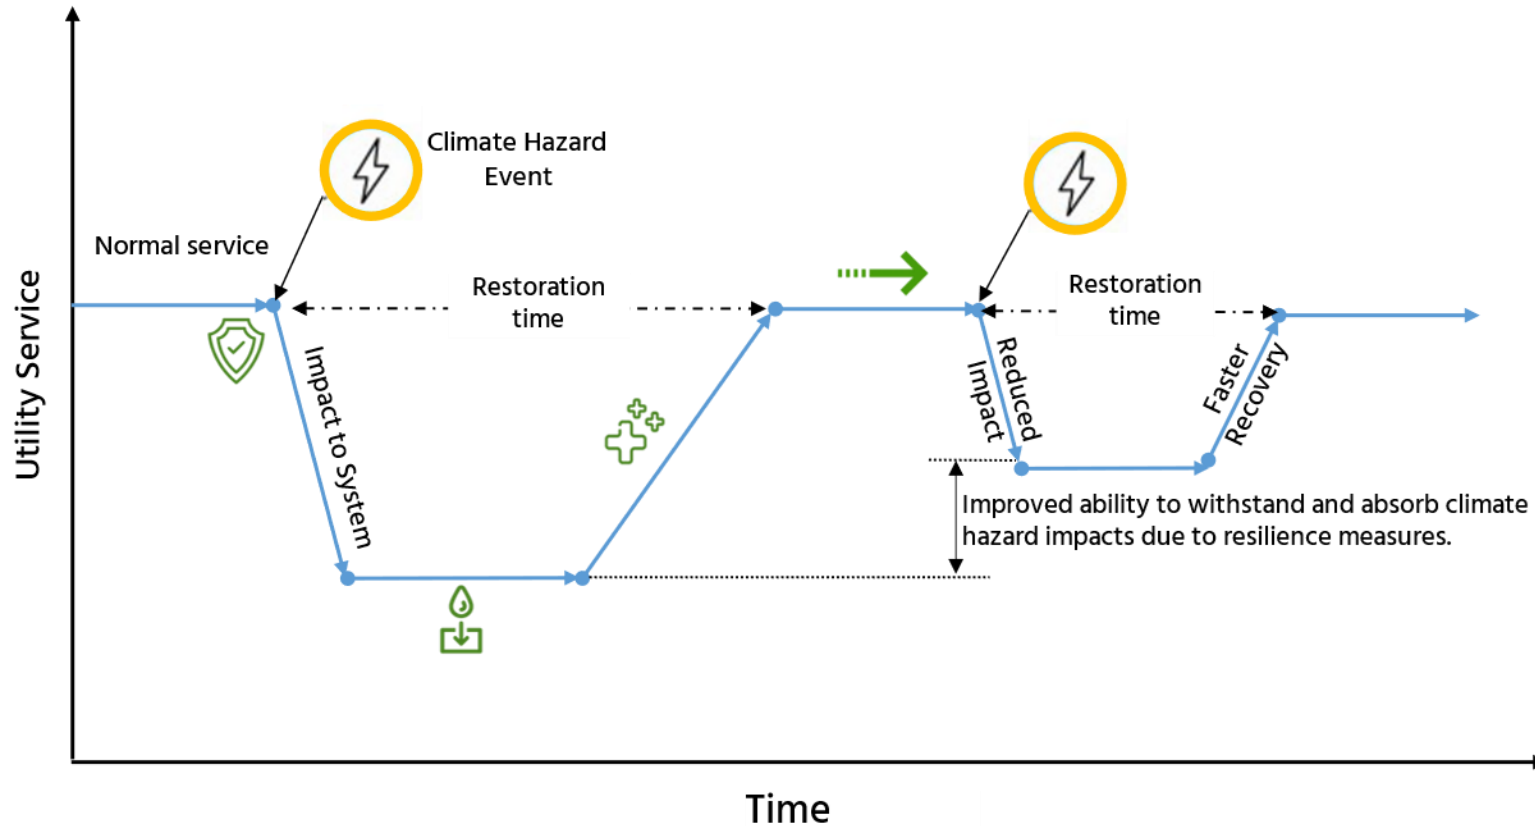 Climate Hazard
Event
Normal service
Restoration
time
Restoration
time
Utility Service
Impact to System
Reduced
Impact
Faster
Recovery
Improved ability to withstand and absorb climate
hazard impacts due to resilience measures.
Time